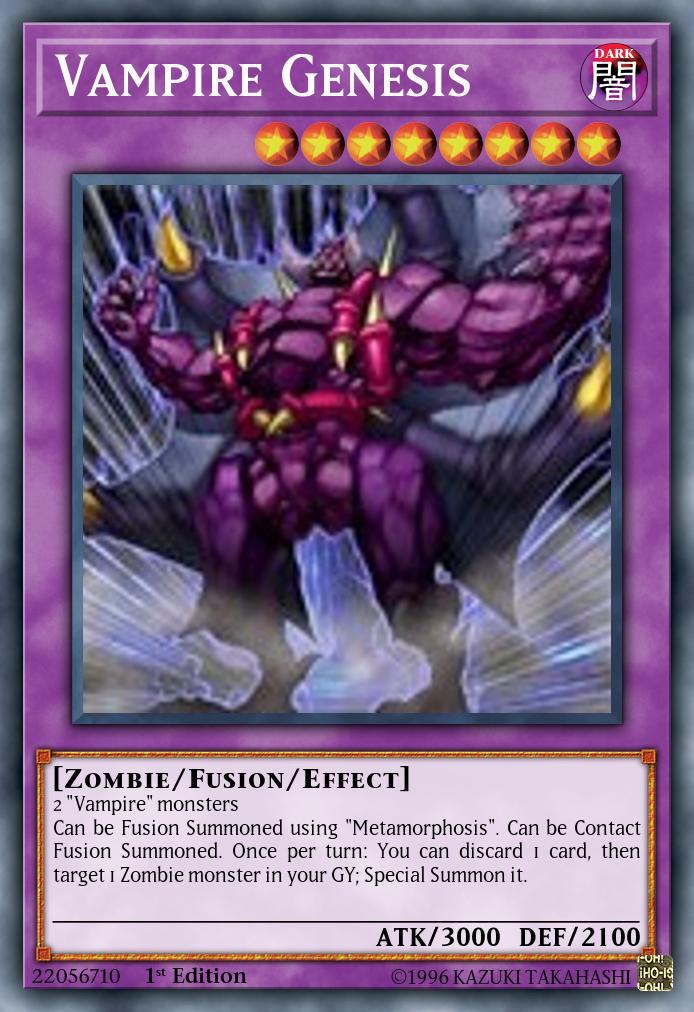 VAMPIRE GENESIS
DARK
闇
[ZOMBIE/FUSION/EFFECT]
2 "Vampire" monsters
Can be Fusion Summoned using "Metamorphosis". Can be Contact
Fusion Summoned. Once per turn: You can discard 1 card, then
target 1 Zombie monster in your GY; Special Summon it.
ATK/3000 DEF/2100
22056710 1st Edition ©1996 KAZUKI TAKAHASHI